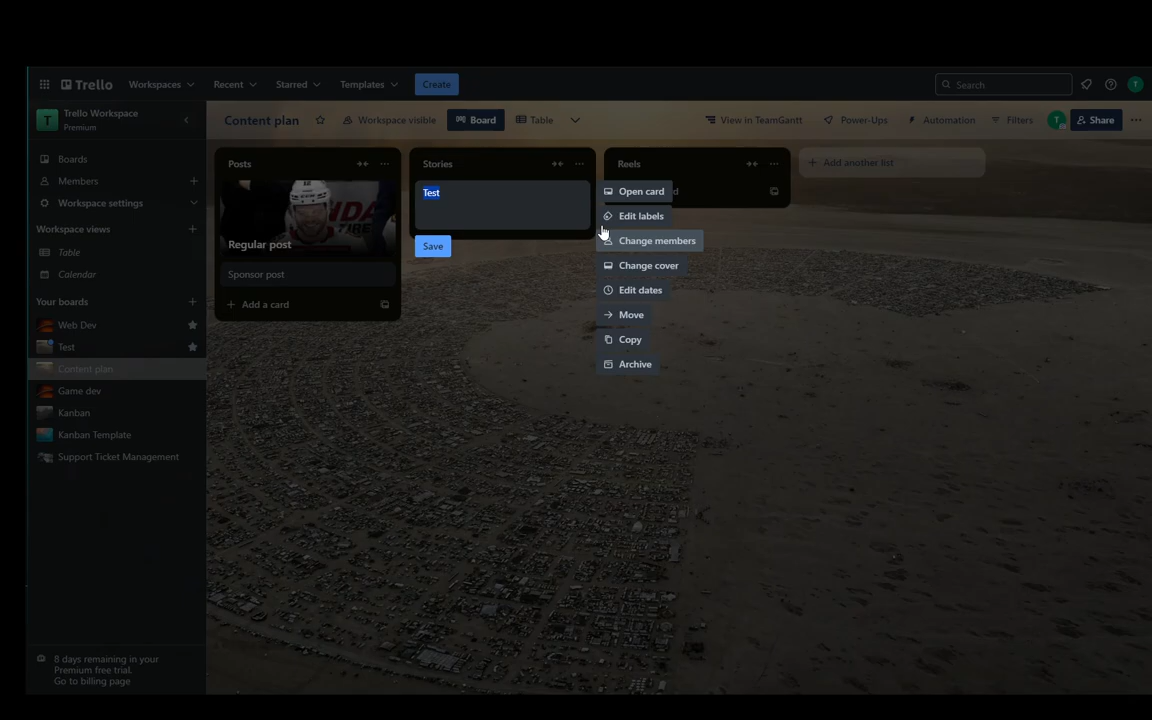 Trello
Workspaces
Recent
Starred
Templates
Create
Search
T
T
Trello Workspace
Premium
Content plan
Workspace visible
Board
Table
View in TeamGantt
Power-Ups
Automation
Filters
T
Share
Boards
Members
Workspace settings
Workspace views
Table
Calendar
Your boards
Web Dev
Test
Content plan
Game dev
Kanban
Kanban Template
Support Ticket Management
8 days remaining in your
Premium free trial.
Go to billing page
Posts
Regular post
Sponsor post
Add a card
Stories
Test
Save
Reels
Add another list
Open card
Edit labels
Change members
Change cover
Edit dates
Move
Copy
Archive